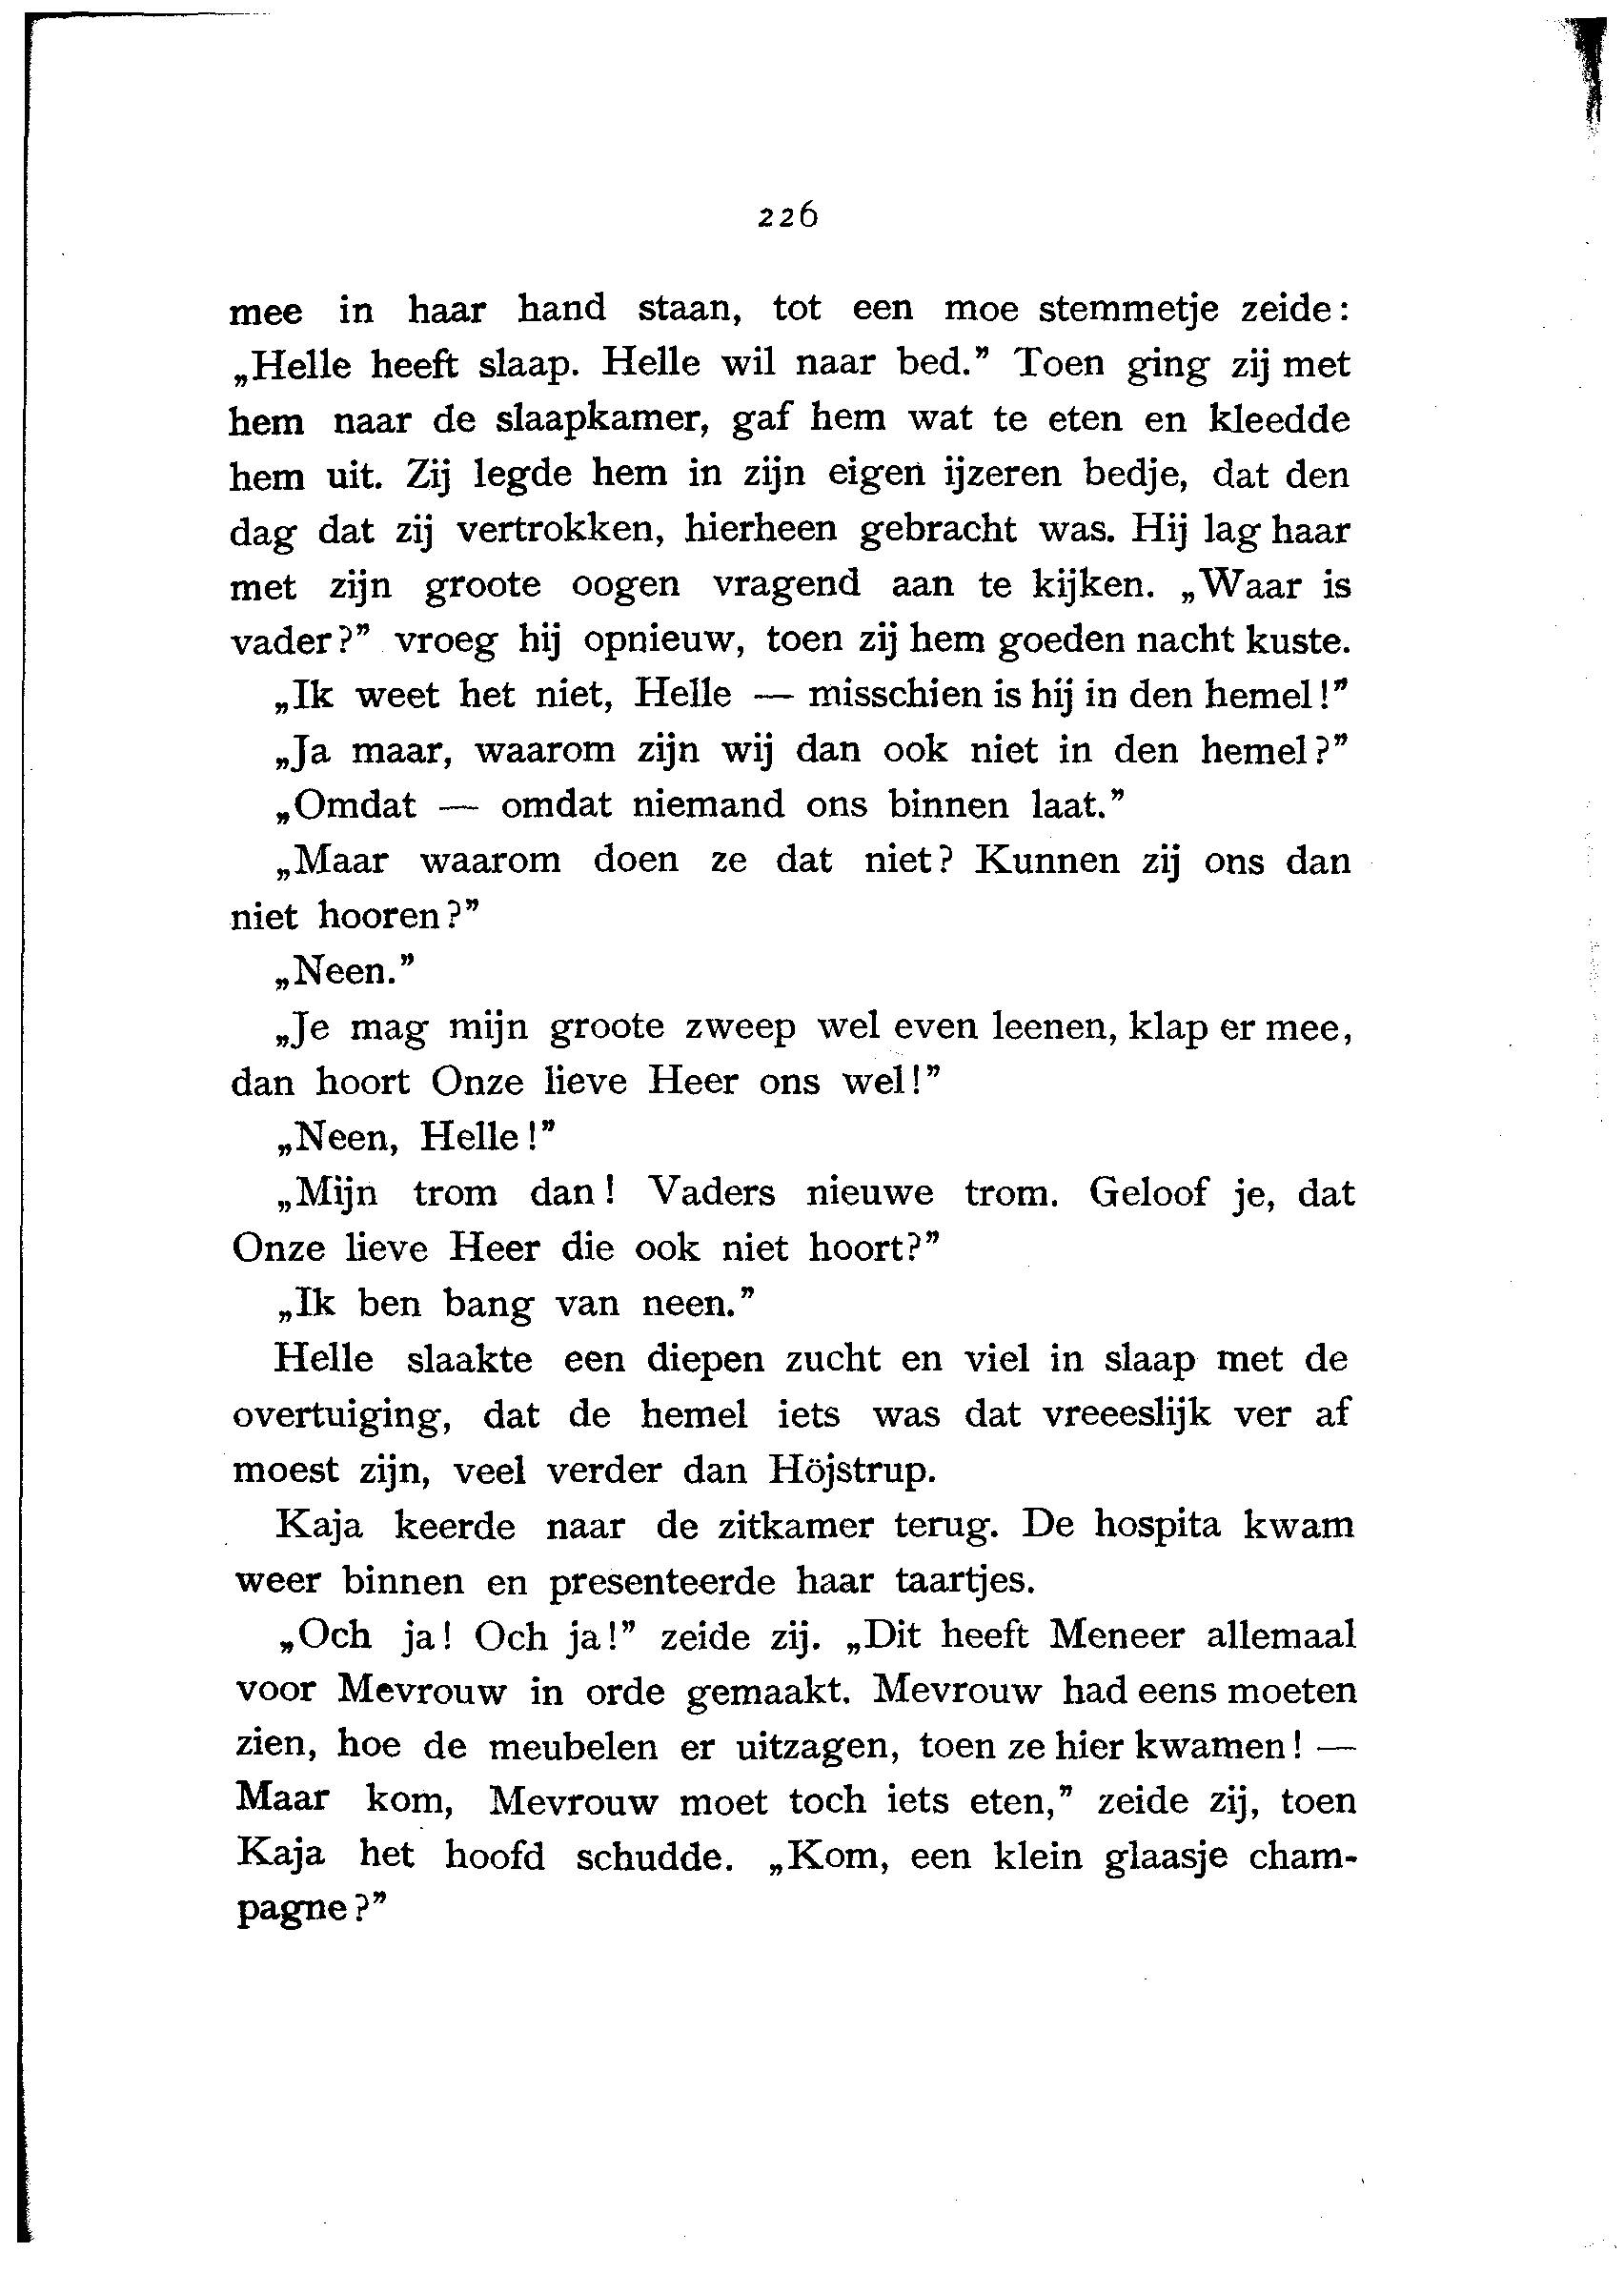 226
mee in haar hand staan, tot een moe stemmetje zeide:
„Helle heeft slaap. Helle wil naar bed.” Toen ging zij met
hem naar de slaapkamer, gaf hem wat te eten en kleedde
hem uit. Zij legde hem in zijn eigen ijzeren bedje, dat den
dag dat zij vertrokken, hierheen gebracht was. Hij lag haar
met zijn groote oogen vragend aan te kijken. „Waar is
vader?” vroeg hij opnieuw, toen zij hem goeden nacht kuste.
„Ik weet het niet, Helle — misschien is hij in den hemel!”
„Ja maar, waarom zijn wij dan ook niet in den hemel?”
„Omdat — omdat niemand ons binnen laat.”
„Maar waarom doen ze dat niet? Kunnen zij ons dan
niet hooren?”
„Neen.”
„Je mag mijn groote zweep wel even leenen, klap er mee,
dan hoort Onze lieve Heer ons wel!”
„Neen, Helle!”
„Mijn trom dan! Vaders nieuwe trom. Geloof je, dat
Onze lieve Heer die ook niet hoort?”
„Ik ben bang van neen.”
Helle slaakte een diepen zucht en viel in slaap met de
overtuiging, dat de hemel iets was dat vreeeslijk ver af
moest zijn, veel verder dan Höjstrup.
Kaja keerde naar de zitkamer terug. De hospita kwam
weer binnen en presenteerde haar taartjes.
„Och ja! Och ja!” zeide zij. „Dit heeft Meneer allemaal
voor Mevrouw in orde gemaakt. Mevrouw had eens moeten
zien, hoe de meubelen er uitzagen, toen ze hier kwamen! —
Maar kom, Mevrouw moet toch iets eten,” zeide zij, toen
Kaja het hoofd schudde. „Kom, een klein glaasje cham-
pagne?”